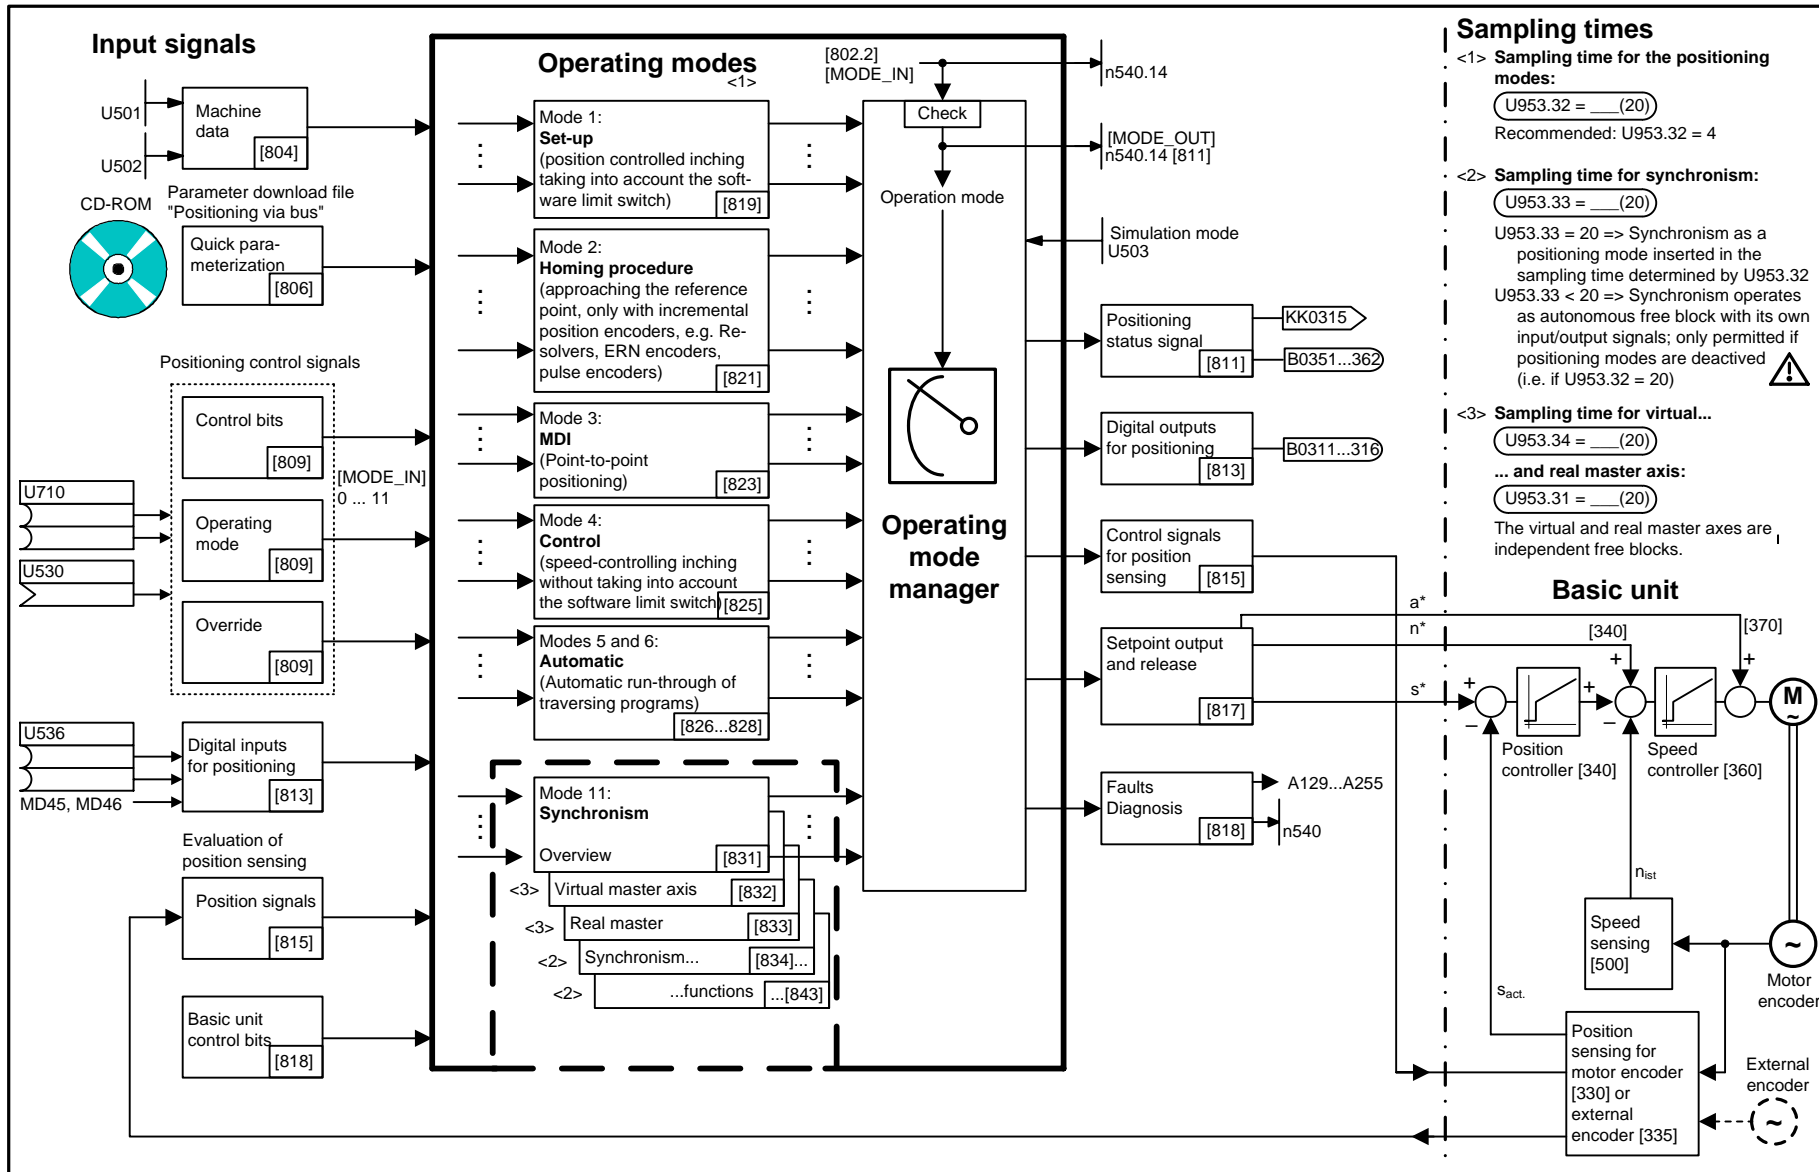 Input signals
U501
U502
Machine
data
[804]
CD-ROM
Parameter download file
"Positioning via bus"
Quick para-
meterization
[806]
Positioning control signals
Control bits
[809]
[MODE_IN]
0 ... 11
U710
Operating
mode
[809]
U530
Override
[809]
U536
MD45, MD46
Digital inputs
for positioning
[813]
Evaluation of
position sensing
Position signals
[815]
Basic unit
control bits
[818]
Operating modes
<1>
Mode 1:
Set-up
(position controlled inching
taking into account the soft-
ware limit switch)
[819]
Mode 2:
Homing procedure
(approaching the reference
point, only with incremental
position encoders, e.g. Re-
solvers, ERN encoders,
pulse encoders)
[821]
Mode 3:
MDI
(Point-to-point
positioning)
[823]
Mode 4:
Control
(speed-controlling inching
without taking into account
the software limit switch)
[825]
Modes 5 and 6:
Automatic
(Automatic run-through of
traversing programs)
[826...828]
Mode 11:
Synchronism
Overview
[831]
<3>
Virtual master axis
[832]
<3>
Real master
[833]
<2>
Synchronism...
[834]...
<2>
...functions
...[843]
[802.2]
[MODE_IN]
n540.14
Check
[MODE_OUT]
n540.14 [811]
Operation mode
Simulation mode
U503
Operating
mode
manager
Positioning
status signal
[811]
KK0315
B0351...362
Digital outputs
for positioning
[813]
B0311...316
Control signals
for position
sensing
[815]
Setpoint output
and release
[817]
Faults
Diagnosis
[818]
A129...A255
n540
Sampling times
<1> Sampling time for the positioning
modes:
U953.32 = ___(20)
Recommended: U953.32 = 4
<2> Sampling time for synchronism:
U953.33 = ___(20)
U953.33 = 20 => Synchronism as a
positioning mode inserted in the
sampling time determined by U953.32
U953.33 < 20 => Synchronism operates
as autonomous free block with its own
input/output signals; only permitted if
positioning modes are deactived
(i.e. if U953.32 = 20)
<3> Sampling time for virtual...
U953.34 = ___(20)
... and real master axis:
U953.31 = ___(20)
The virtual and real master axes are
independent free blocks.
Basic unit
a*
n*
s*
[340]
[370]
+
+
+
+
−
−
M
~
Position
controller [340]
Speed
controller [360]
nist
Speed
sensing
[500]
~
Motor
encoder
sact.
Position
sensing for
motor encoder
[330] or
external
encoder [335]
External
encoder
~